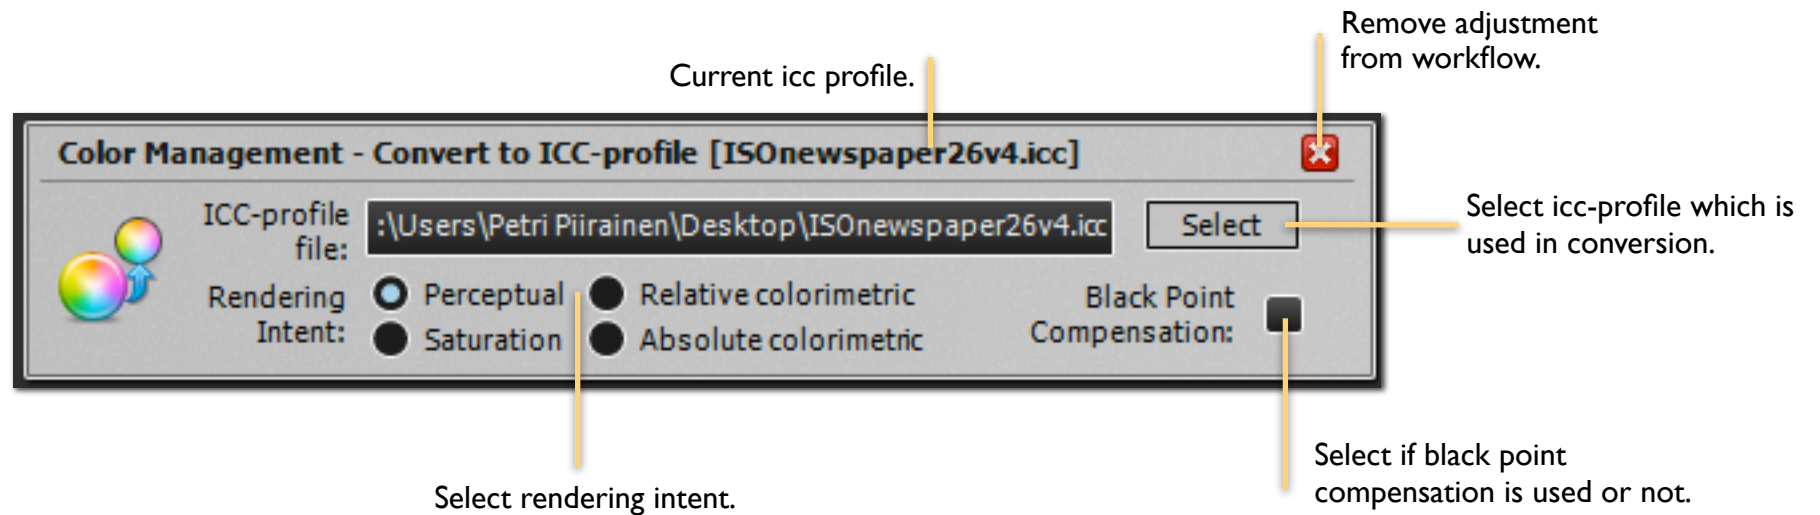 Remove adjustment
from workflow.
Current icc profile.
Color Management - Convert to ICC-profile [ISOnewspaper26v4.icc]
ICC-profile
file:
:\Users\Petri Piirainen\Desktop\ISOnewspaper26v4.icc
Select
Select icc-profile which is
used in conversion.
Rendering
Intent:
Perceptual
Relative colorimetric
Saturation
Absolute colorimetric
Black Point
Compensation:
Select rendering intent.
Select if black point
compensation is used or not.